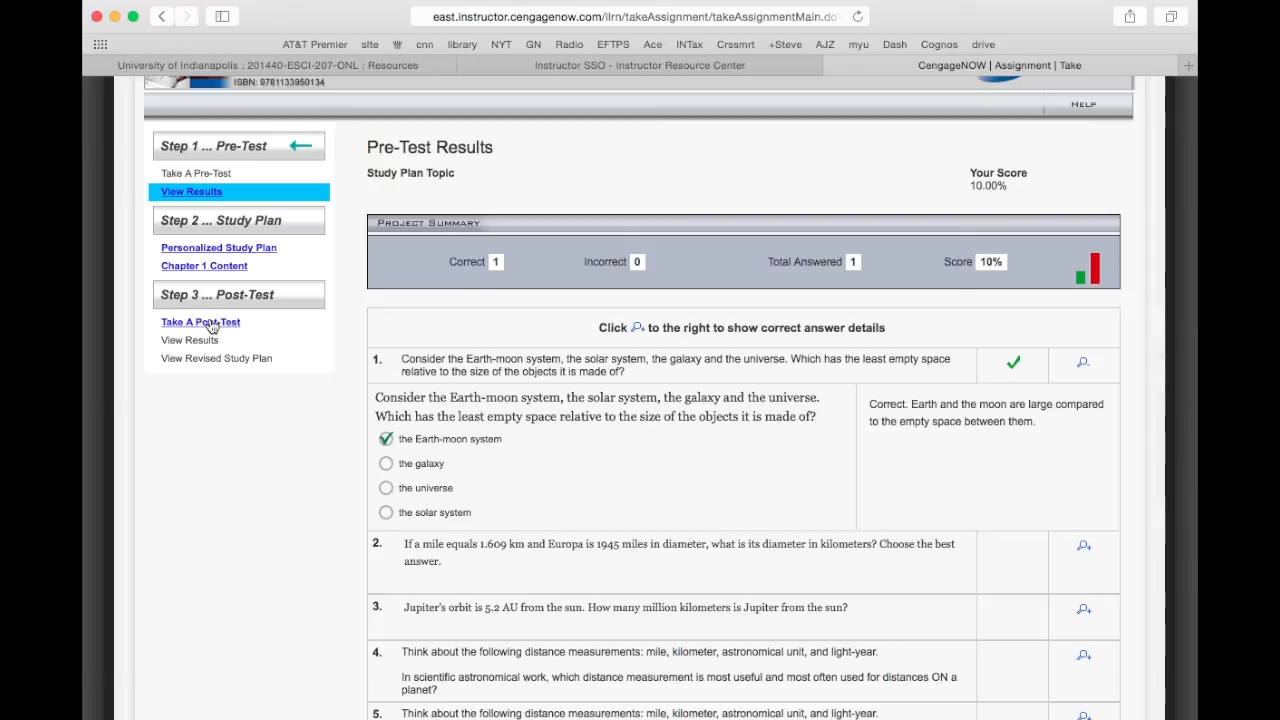 east.instructor.cengagenow.com/ilrn/takeAssignment/takeAssignmentMain.do
AT&T Premier site cnn library NYT GN Radio EFTPS Ace INTax Crssmrt +Steve AJZ myu Dash Cognos drive
University of Indianapolis : 201440-ESCI-207-ONL : Resources
Instructor SSO - Instructor Resource Center
CengageNOW | Assignment | Take
ISBN: 9781133950134
HELP
Step 1 ... Pre-Test
Take A Pre-Test
View Results
Step 2 ... Study Plan
Personalized Study Plan
Chapter 1 Content
Step 3 ... Post-Test
Take A Post-Test
View Results
View Revised Study Plan
Pre-Test Results
Study Plan Topic
Your Score
10.00%
PROJECT SUMMARY
Correct 1 Incorrect 0 Total Answered 1 Score 10%
Click to the right to show correct answer details
1. Consider the Earth-moon system, the solar system, the galaxy and the universe. Which has the least empty space
relative to the size of the objects it is made of?
Consider the Earth-moon system, the solar system, the galaxy and the universe.
Which has the least empty space relative to the size of the objects it is made of?
the Earth-moon system
the galaxy
the universe
the solar system
Correct. Earth and the moon are large compared
to the empty space between them.
2. If a mile equals 1.609 km and Europa is 1945 miles in diameter, what is its diameter in kilometers? Choose the best
answer.
3. Jupiter's orbit is 5.2 AU from the sun. How many million kilometers is Jupiter from the sun?
4. Think about the following distance measurements: mile, kilometer, astronomical unit, and light-year.
In scientific astronomical work, which distance measurement is most useful and most often used for distances ON a
planet?
5. Think about the following distance measurements: mile, kilometer, astronomical unit, and light-year.